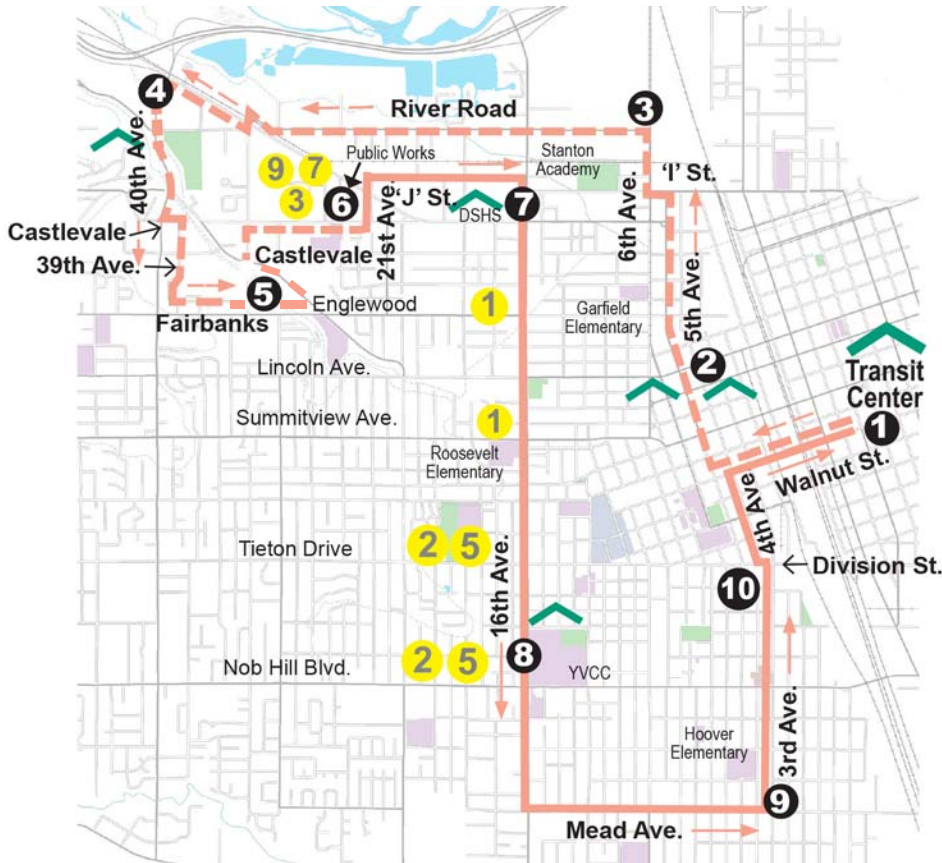 4
3
River Road
40th Ave.
Public Works
Stanton
Academy
9
7
3
6
‘J’ St.
DSHS
7
‘I’ St.
6th Ave.
21st Ave.
Castlevale
Castlevale
39th Ave.
5
Englewood
Fairbanks
1
Garfield
Elementary
5th Ave.
2
Transit
Center
1
Lincoln Ave.
Summitview Ave.
1
Roosevelt
Elementary
Walnut St.
4th Ave
Tieton Drive
2
5
16th Ave.
Division St.
10
8
Nob Hill Blvd.
2
5
YVCC
Hoover
Elementary
3rd Ave.
9
Mead Ave.